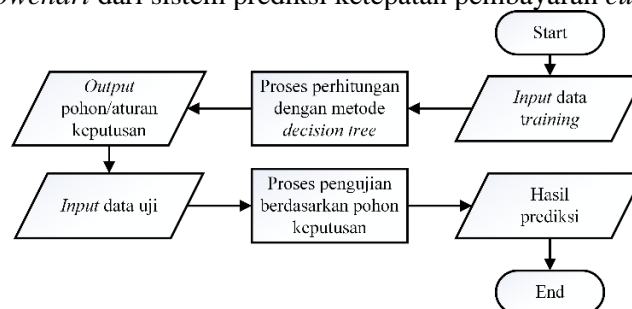 dari sistem prediksi ketepatan pembayaran
Start
Input data
training
Proses perhitungan
dengan metode
decision tree
Output
pohon/aturan
keputusan
Input data uji
Proses pengujian
berdasarkan pohon
keputusan
Hasil
prediksi
End